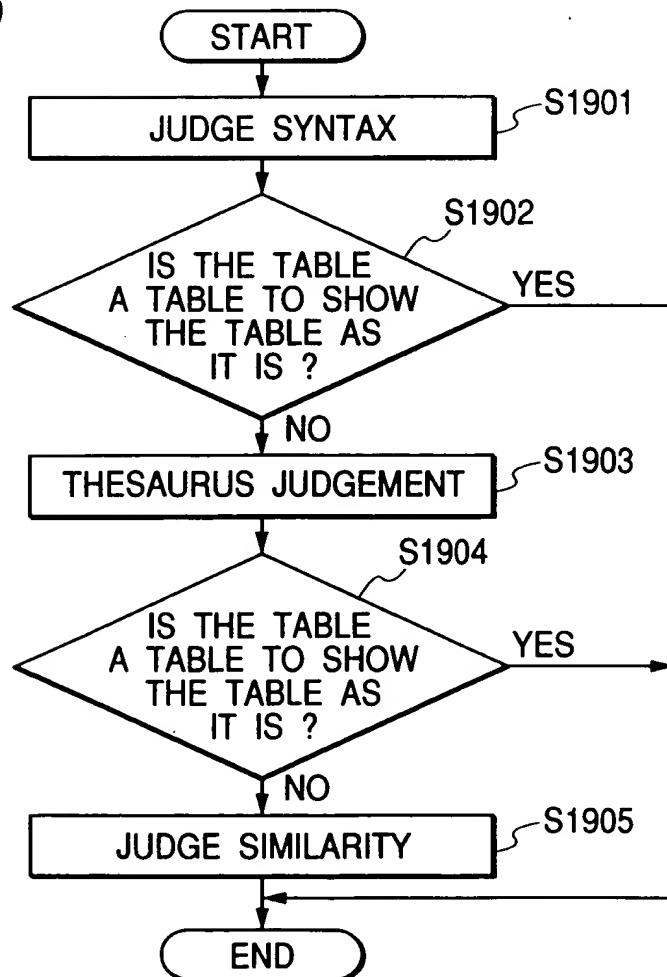 START
JUDGE SYNTAX
S1901
S1902
IS THE TABLE
A TABLE TO SHOW
THE TABLE AS
IT IS ?
YES
NO
THESAURUS JUDGEMENT
S1903
S1904
IS THE TABLE
A TABLE TO SHOW
THE TABLE AS
IT IS ?
YES
NO
JUDGE SIMILARITY
S1905
END